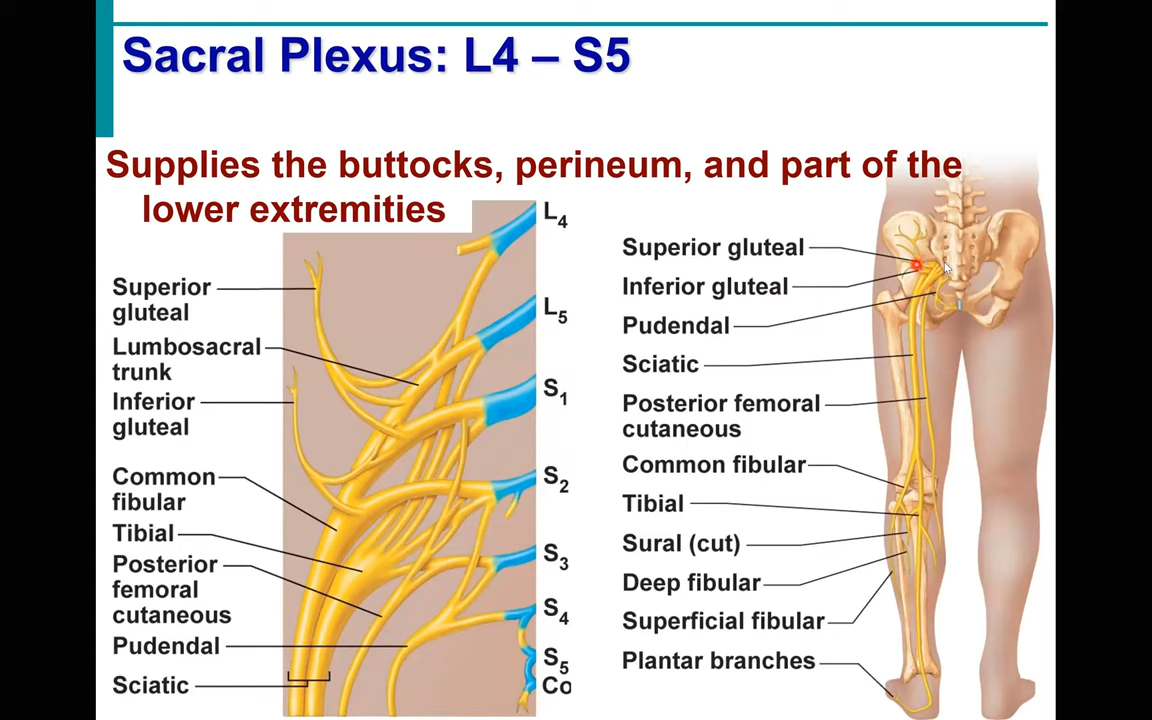 Sacral Plexus: L4 – S5
Supplies the buttocks, perineum, and part of the
lower extremities
Superior
gluteal
Lumbosacral
trunk
Inferior
gluteal
Common
fibular
Tibial
Posterior
femoral
cutaneous
Pudendal
Sciatic
L4
L5
S1
S2
S3
S4
S5
Co
Superior gluteal
Inferior gluteal
Pudendal
Sciatic
Posterior femoral
cutaneous
Common fibular
Tibial
Sural (cut)
Deep fibular
Superficial fibular
Plantar branches